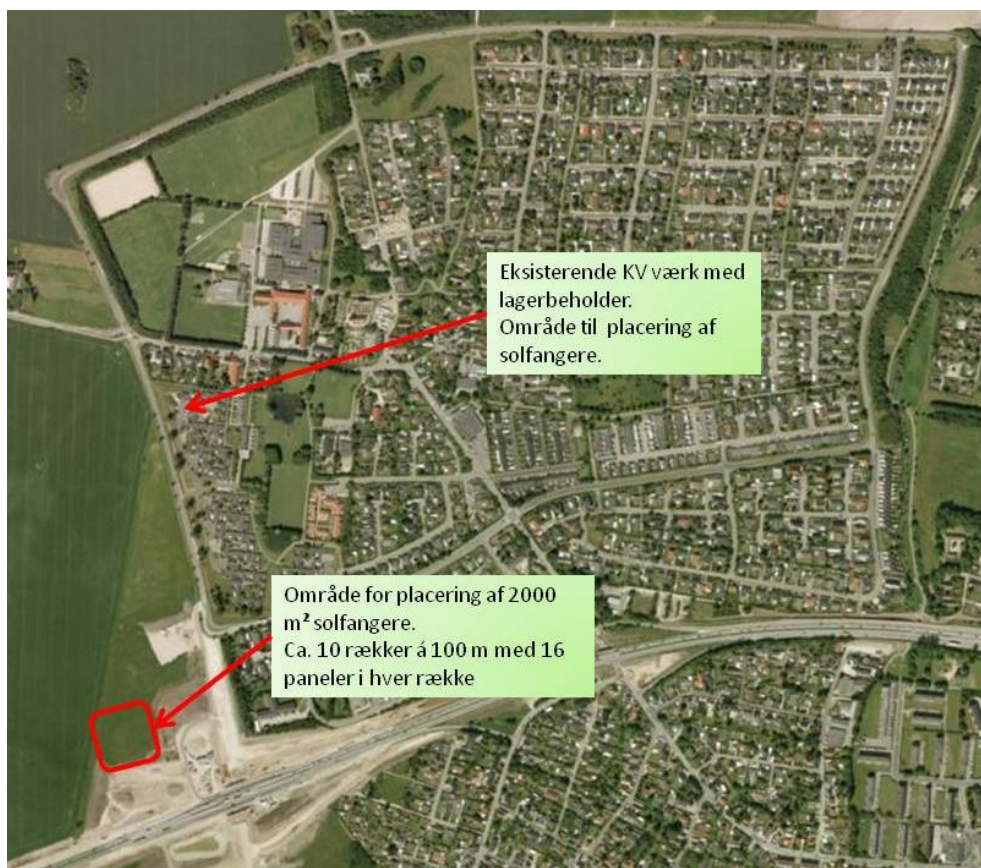 Eksisterende KV værk med
lagerbeholder.
Område til placering af
solfangere.
Område for placering af 2000
m² solfangere.
Ca. 10 rækker á 100 m med 16
paneler i hver række